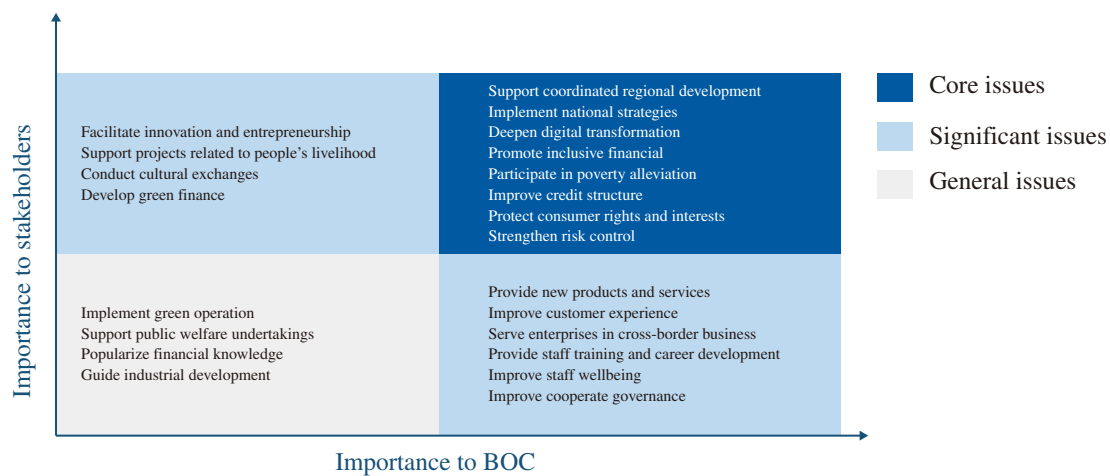 Importance to stakeholders
Facilitate innovation and entrepreneurship
Support projects related to people's livelihood
Conduct cultural exchanges
Develop green finance
Support coordinated regional development
Implement national strategies
Deepen digital transformation
Promote inclusive financial
Participate in poverty alleviation
Improve credit structure
Protect consumer rights and interests
Strengthen risk control
Implement green operation
Support public welfare undertakings
Popularize financial knowledge
Guide industrial development
Provide new products and services
Improve customer experience
Serve enterprises in cross-border business
Provide staff training and career development
Improve staff wellbeing
Improve cooperate governance
Importance to BOC
Core issues
Significant issues
General issues